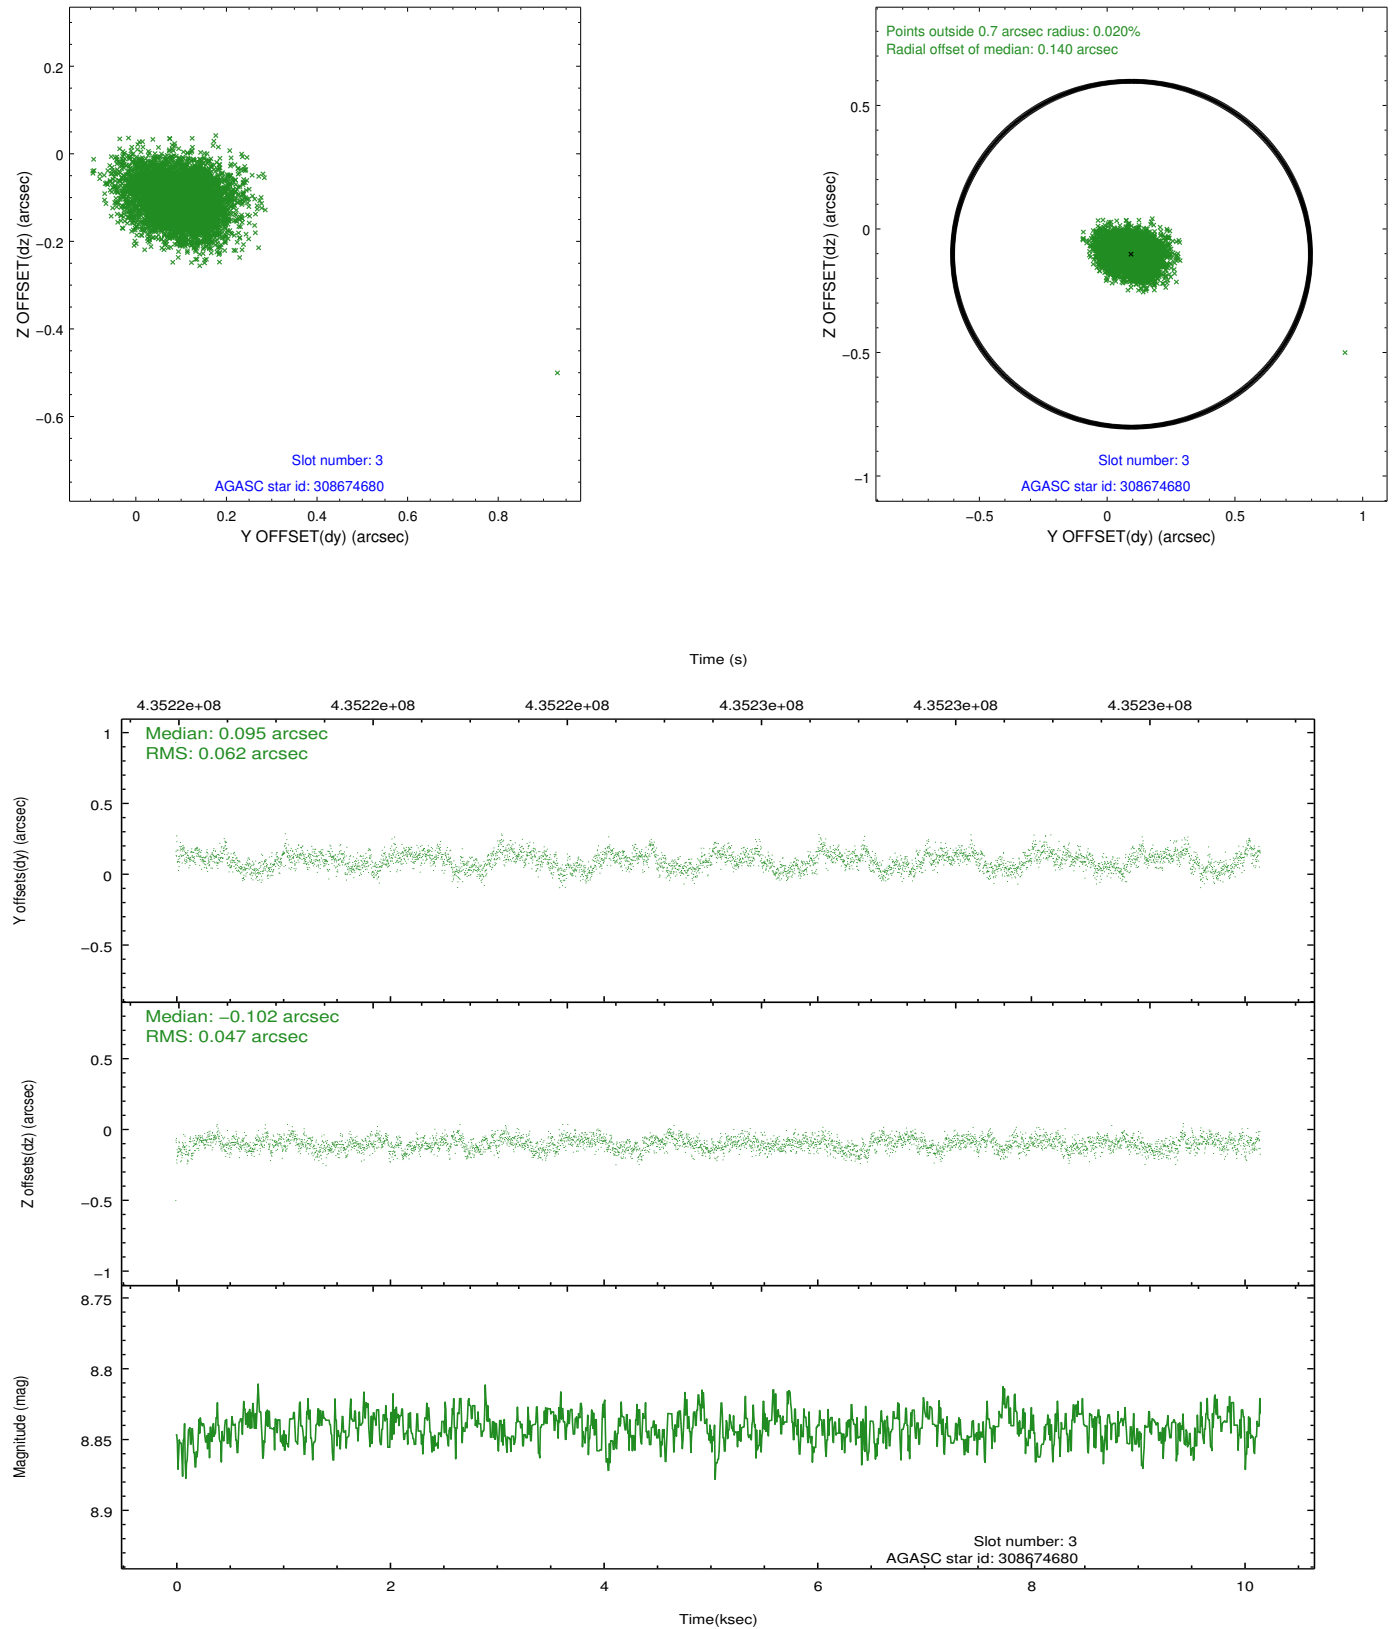 0.2
0
−0.2
−0.4
−0.6
Z OFFSET(dz) (arcsec)
Slot number: 3
AGASC star id: 308674680
0 0.2 0.4 0.6 0.8
Y OFFSET(dy) (arcsec)
Points outside 0.7 arcsec radius: 0.020%
Radial offset of median: 0.140 arcsec
0.5
0
−0.5
−1
Z OFFSET(dz) (arcsec)
Slot number: 3
AGASC star id: 308674680
−0.5 0 0.5 1
Y OFFSET(dy) (arcsec)
Time (s)
4.3522e+08 4.3522e+08 4.3522e+08 4.3523e+08 4.3523e+08 4.3523e+08
Median: 0.095 arcsec
RMS: 0.062 arcsec
1
0.5
0
−0.5
Y offsets(dy) (arcsec)
Median: −0.102 arcsec
RMS: 0.047 arcsec
0.5
0
−0.5
−1
Z offsets(dz) (arcsec)
8.75
8.8
8.85
8.9
Magnitude (mag)
Slot number: 3
AGASC star id: 308674680
0 2 4 6 8 10
Time(ksec)